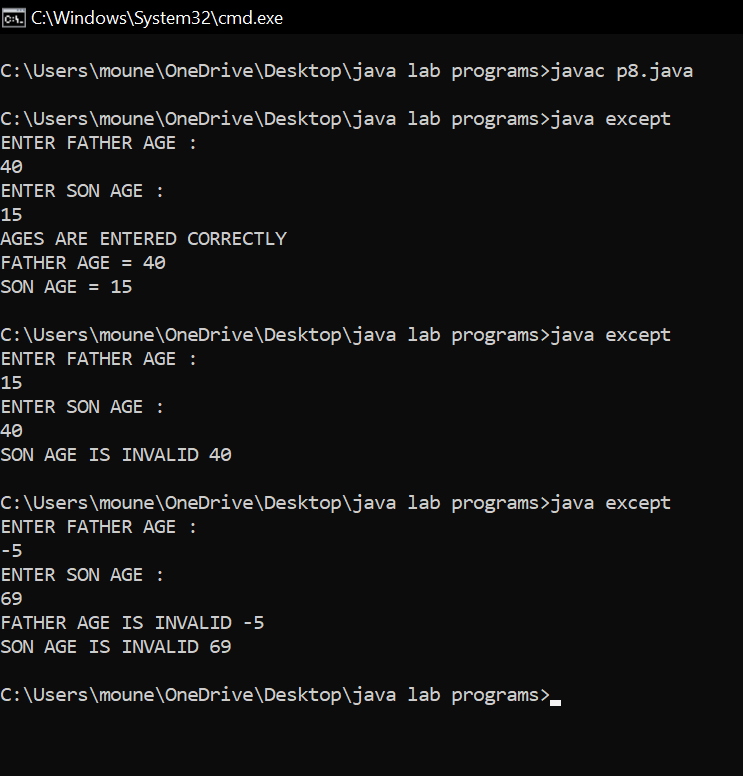 C:\Windows\System32\cmd.exe
C:\Users\moune\OneDrive\Desktop\java lab programs>javac p8.java
C:\Users\moune\OneDrive\Desktop\java lab programs>java except
ENTER FATHER AGE :
40
ENTER SON AGE :
15
AGES ARE ENTERED CORRECTLY
FATHER AGE = 40
SON AGE = 15
C:\Users\moune\OneDrive\Desktop\java lab programs>java except
ENTER FATHER AGE :
15
ENTER SON AGE :
40
SON AGE IS INVALID 40
C:\Users\moune\OneDrive\Desktop\java lab programs>java except
ENTER FATHER AGE :
-5
ENTER SON AGE :
69
FATHER AGE IS INVALID -5
SON AGE IS INVALID 69
C:\Users\moune\OneDrive\Desktop\java lab programs>